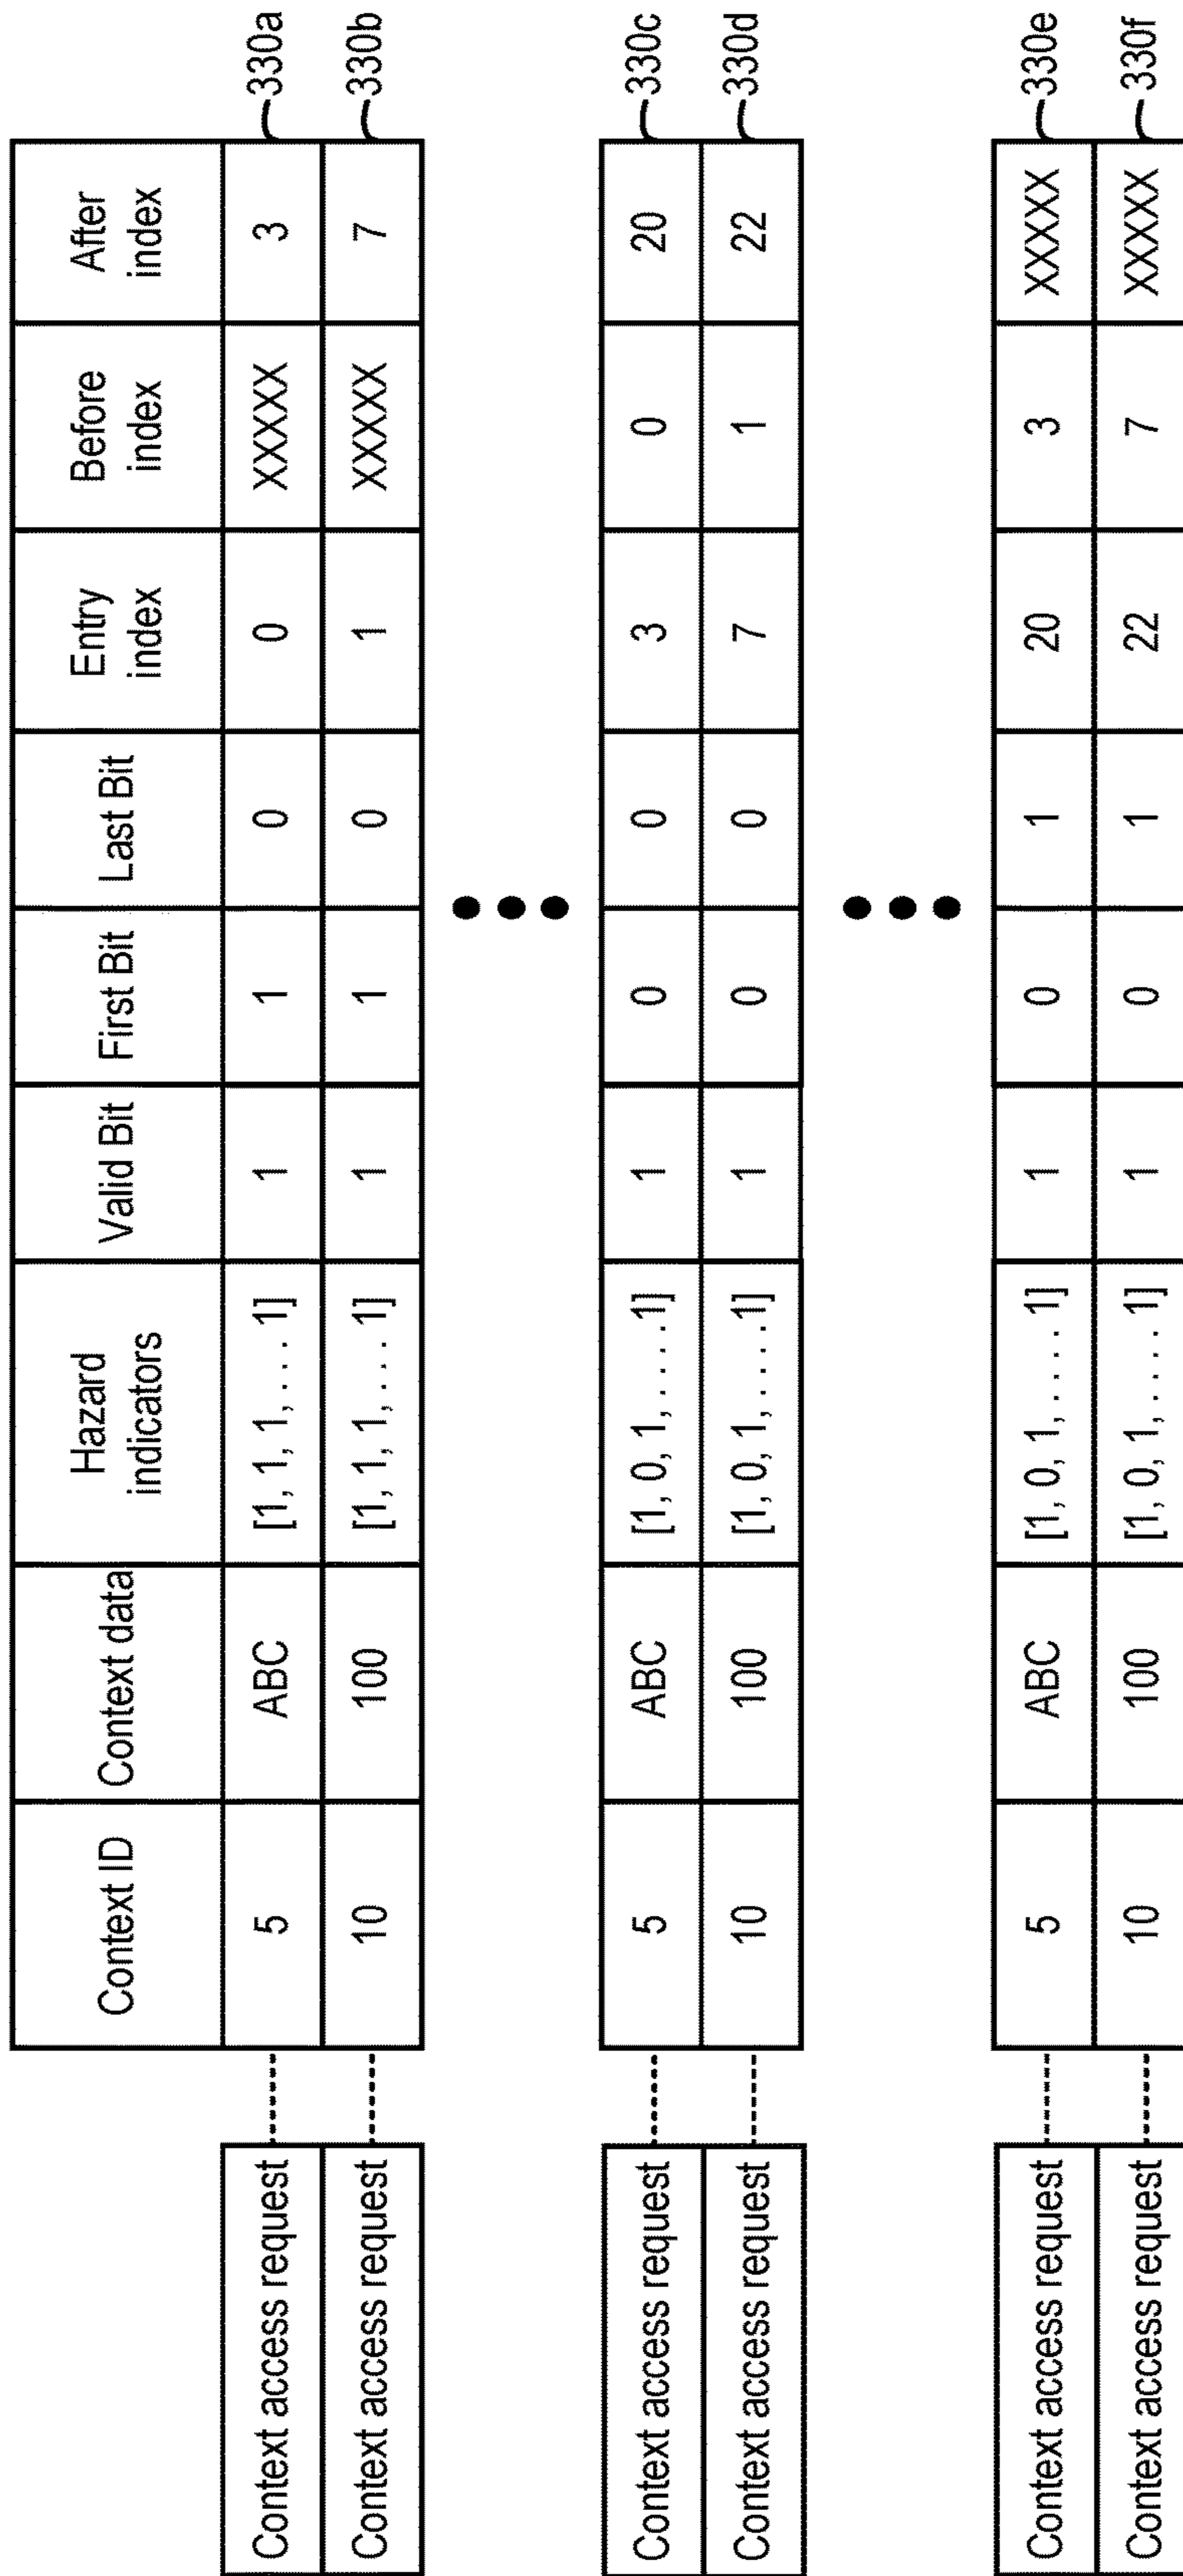 Context ID Context data Hazard indicators Valid Bit First Bit Last Bit Entry index Before index After index
Context access request 5 ABC [1, 1, 1, . . . 1] 1 1 0 0 XXXXX 3 330a
Context access request 10 100 [1, 1, 1, . . . 1] 1 1 0 1 XXXXX 7 330b
Context access request 5 ABC [1, 0, 1, . . . .1] 1 0 0 3 0 20 330c
Context access request 10 100 [1, 0, 1, . . . .1] 1 0 0 7 1 22 330d
Context access request 5 ABC [1, 0, 1, . . . . 1] 1 0 1 20 3 XXXXX 330e
Context access request 10 100 [1, 0, 1, . . . . 1] 1 0 1 22 7 XXXXX 330f